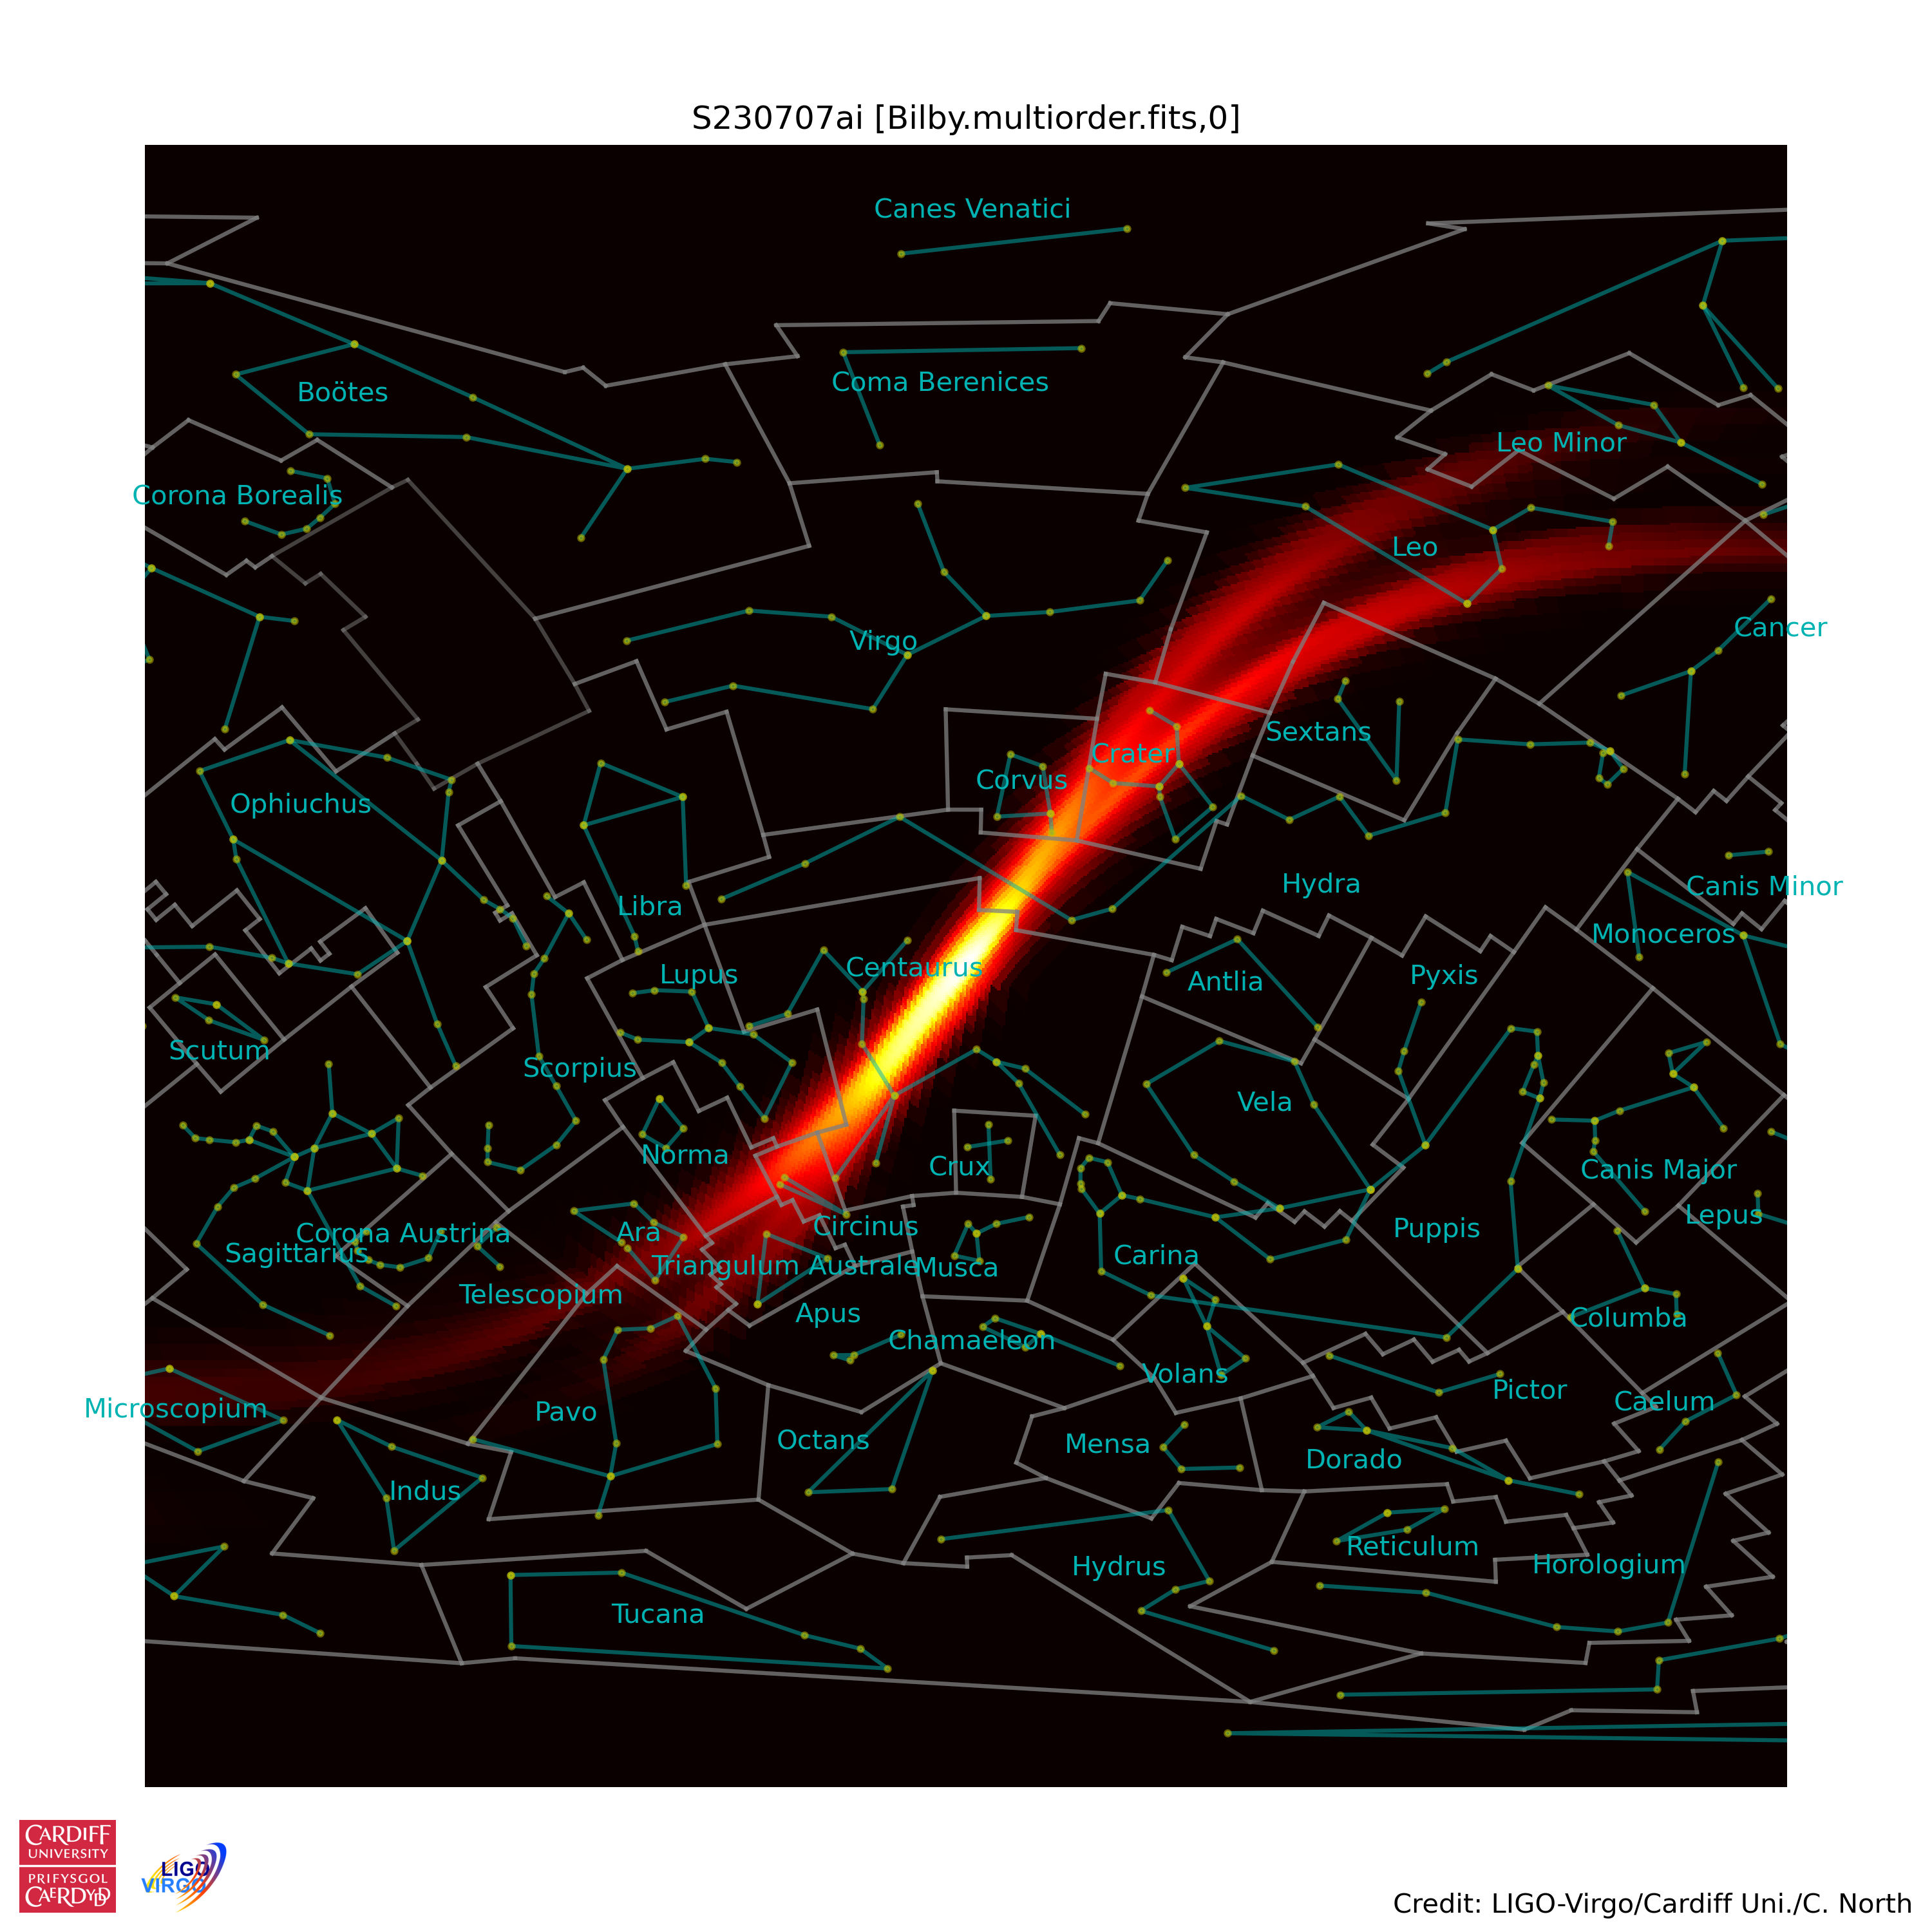 S230707ai [Bilby.multiorder.fits,0]
Canes Venatici
Coma Berenices
Boötes
Leo Minor
Corona Borealis
Leo
Cancer
Virgo
Sextans
Crater
Corvus
Ophiuchus
Hydra
Canis Minor
Libra
Monoceros
Centaurus
Lupus
Antlia
Pyxis
Scutum
Scorpius
Vela
Norma
Crux
Canis Major
Lepus
Circinus
Puppis
Ara
Corona Austrina
Sagittarius
Carina
Triangulum Australe
Musca
Telescopium
Apus
Columba
Chamaeleon
Volans
Pictor
Caelum
Microscopium
Pavo
Octans
Mensa
Dorado
Indus
Reticulum
Hydrus
Horologium
Tucana
CARDIFF
UNIVERSITY
PRIFYSGOL
CAERDYDD
LIGO
VIRGO
Credit: LIGO-Virgo/Cardiff Uni./C. North